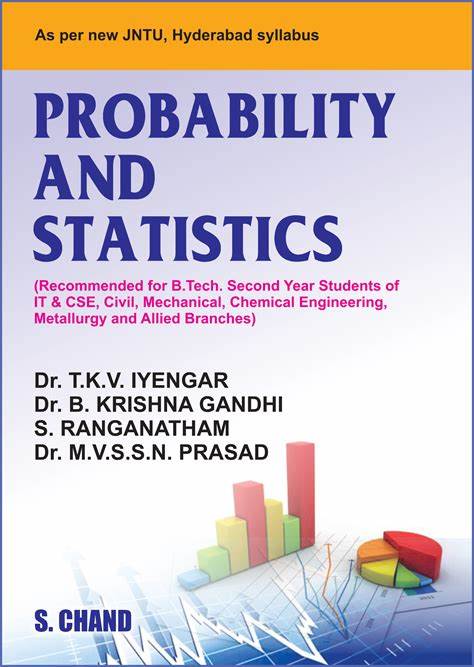 As per new JNTU, Hyderabad syllabus
PROBABILITY
AND
STATISTICS
(Recommended for B.Tech. Second Year Students of
IT & CSE, Civil, Mechanical, Chemical Engineering,
Metallurgy and Allied Branches)
Dr. T.K.V. IYENGAR
Dr. B. KRISHNA GANDHI
S. RANGANATHAM
Dr. M.V.S.S.N. PRASAD
S. CHAND